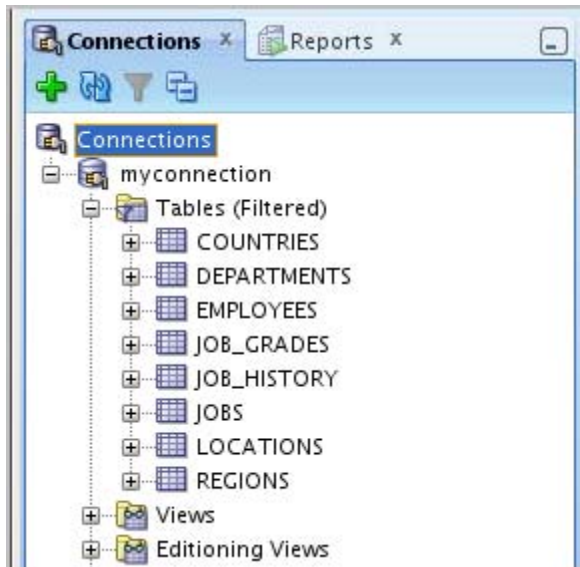 Connections Reports
Connections
myconnection
Tables (Filtered)
COUNTRIES
DEPARTMENTS
EMPLOYEES
JOB_GRADES
JOB_HISTORY
JOBS
LOCATIONS
REGIONS
Views
Editioning Views